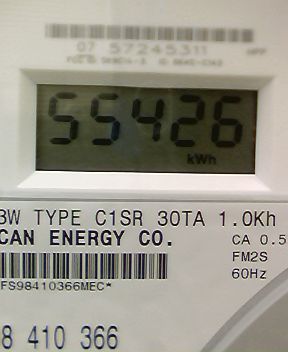 07 57245311
55426
kWh
3W TYPE C1SR 30TA 1.0Kh
CAN ENERGY CO.
CA 0.5
FM2S
FS98410366MEC*
60Hz
98 410 366